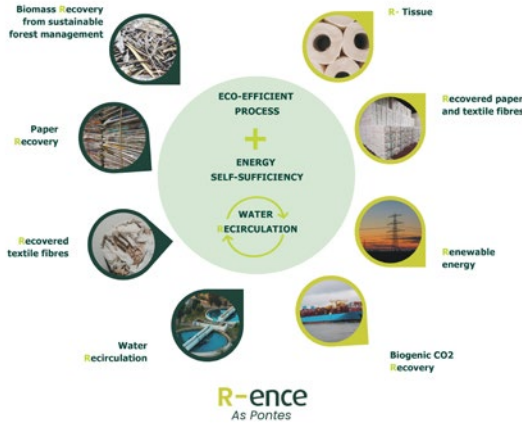 Biomass Recovery
from sustainable
forest management
R- Tissue
ECO-EFFICIENT
PROCESS
+
ENERGY
SELF-SUFFICIENCY
WATER
RECIRCULATION
Paper
Recovery
Recovered paper
and textile fibres
Recovered
textile fibres
Renewable
energy
Water
Recirculation
Biogenic CO2
Recovery
R-ence
As Pontes